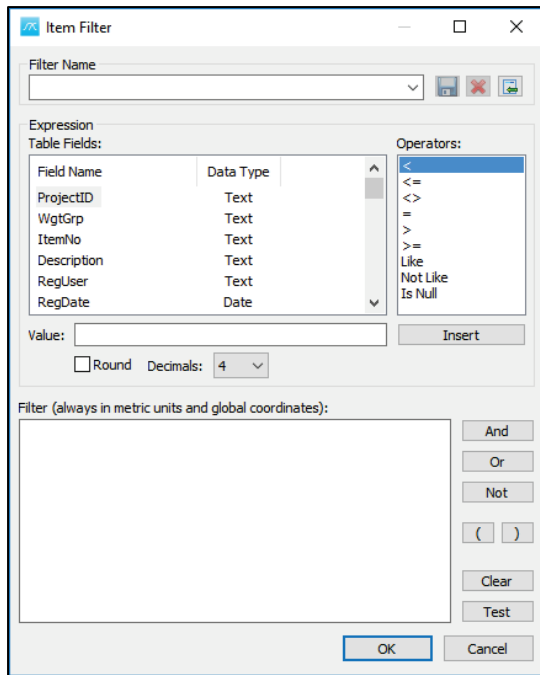 Item Filter
Filter Name
Expression
Table Fields:
Operators:
Field Name Data Type
ProjectID Text
WgtGrp Text
ItemNo Text
Description Text
RegUser Text
RegDate Date
<
<=
<>
=
>
>=
Like
Not Like
Is Null
Value:
Insert
Round Decimals: 4
Filter (always in metric units and global coordinates):
And
Or
Not
( )
Clear
Test
OK Cancel